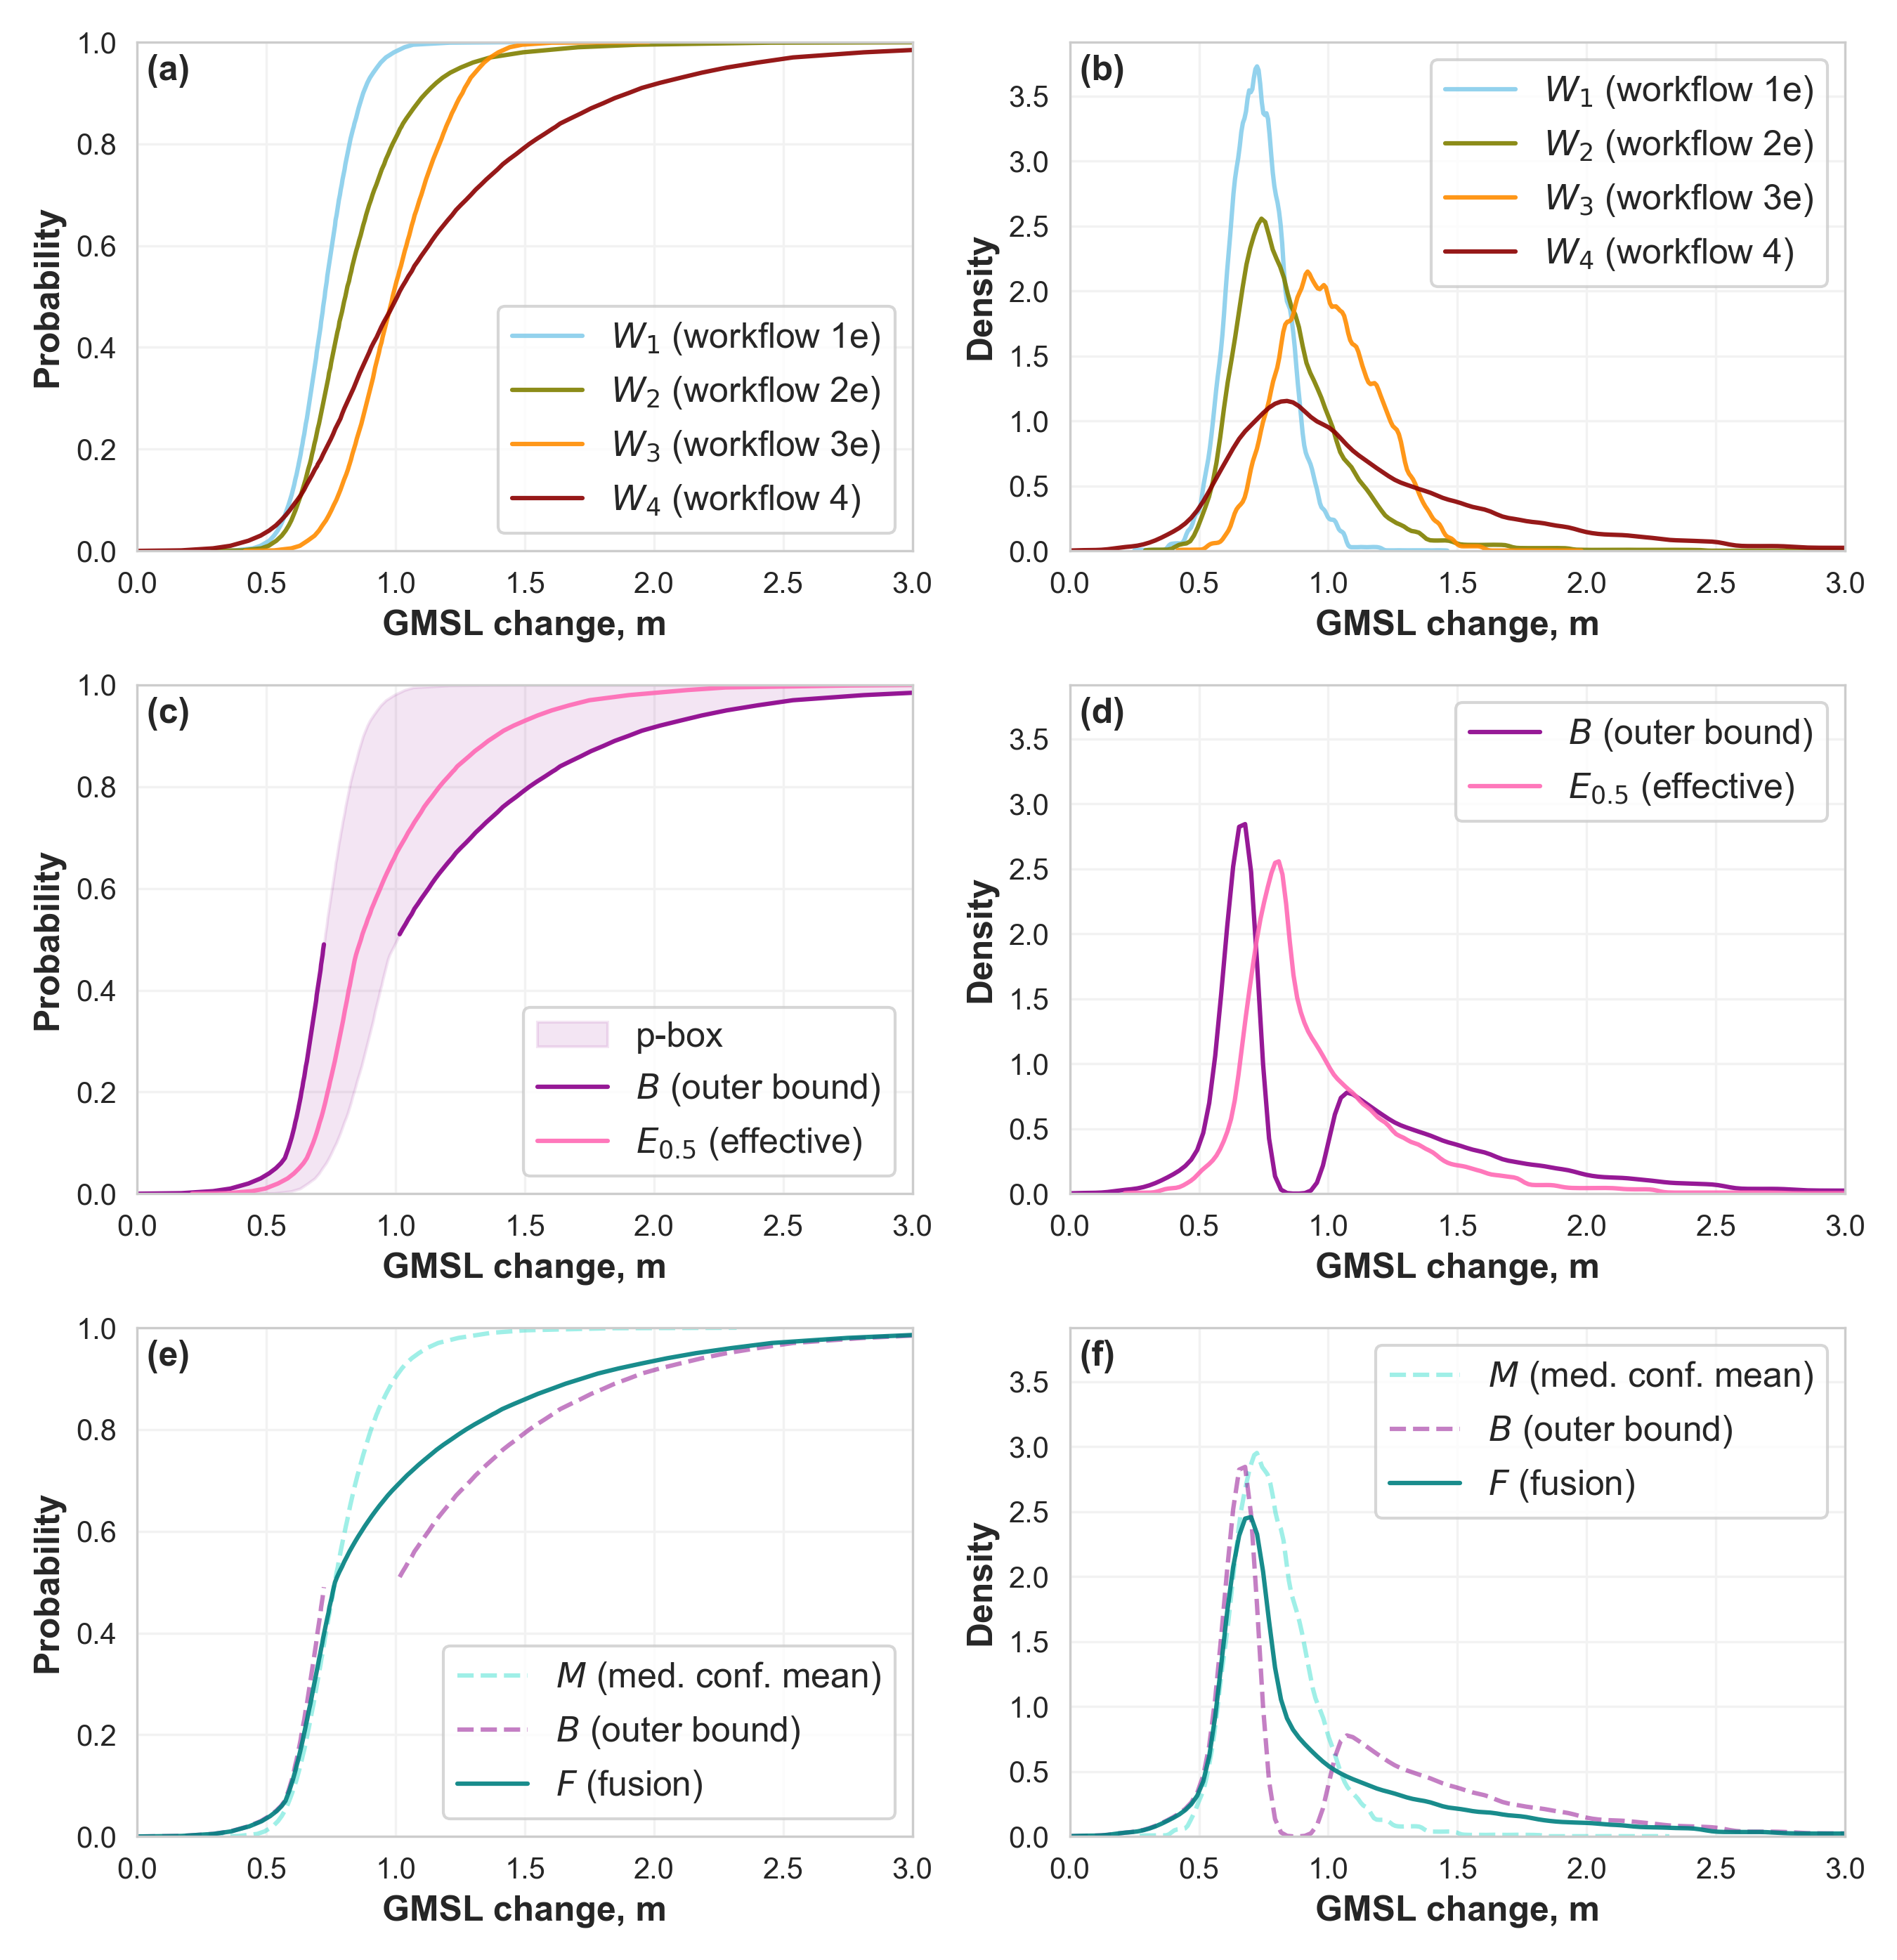 (a)
1.0
0.8
0.6
0.4
0.2
0.0
Probability
W1 (workflow 1e)
W2 (workflow 2e)
W3 (workflow 3e)
W4 (workflow 4)
0.0 0.5 1.0 1.5 2.0 2.5 3.0
GMSL change, m
(b)
3.5
3.0
2.5
2.0
1.5
1.0
0.5
0.0
Density
W1 (workflow 1e)
W2 (workflow 2e)
W3 (workflow 3e)
W4 (workflow 4)
0.0 0.5 1.0 1.5 2.0 2.5 3.0
GMSL change, m
(c)
1.0
0.8
0.6
0.4
0.2
0.0
Probability
p-box
B (outer bound)
E0.5 (effective)
0.0 0.5 1.0 1.5 2.0 2.5 3.0
GMSL change, m
(d)
3.5
3.0
2.5
2.0
1.5
1.0
0.5
0.0
Density
B (outer bound)
E0.5 (effective)
0.0 0.5 1.0 1.5 2.0 2.5 3.0
GMSL change, m
(e)
1.0
0.8
0.6
0.4
0.2
0.0
Probability
M (med. conf. mean)
B (outer bound)
F (fusion)
0.0 0.5 1.0 1.5 2.0 2.5 3.0
GMSL change, m
(f)
3.5
3.0
2.5
2.0
1.5
1.0
0.5
0.0
Density
M (med. conf. mean)
B (outer bound)
F (fusion)
0.0 0.5 1.0 1.5 2.0 2.5 3.0
GMSL change, m